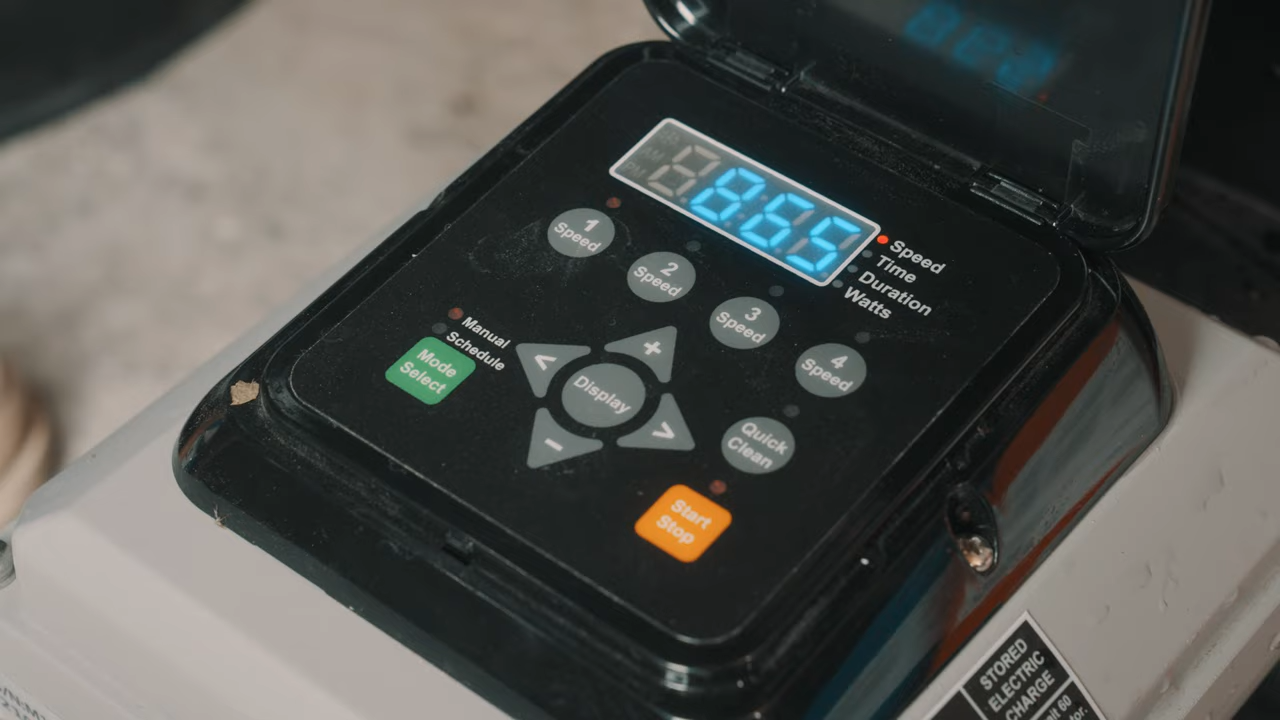 865
Speed
Time
Duration
Watts
1
Speed
2
Speed
3
Speed
4
Speed
Manual
Schedule
Mode
Select
<
+
Display
−
>
Quick
Clean
Start
Stop
STORED
ELECTRIC
CHARGE
60